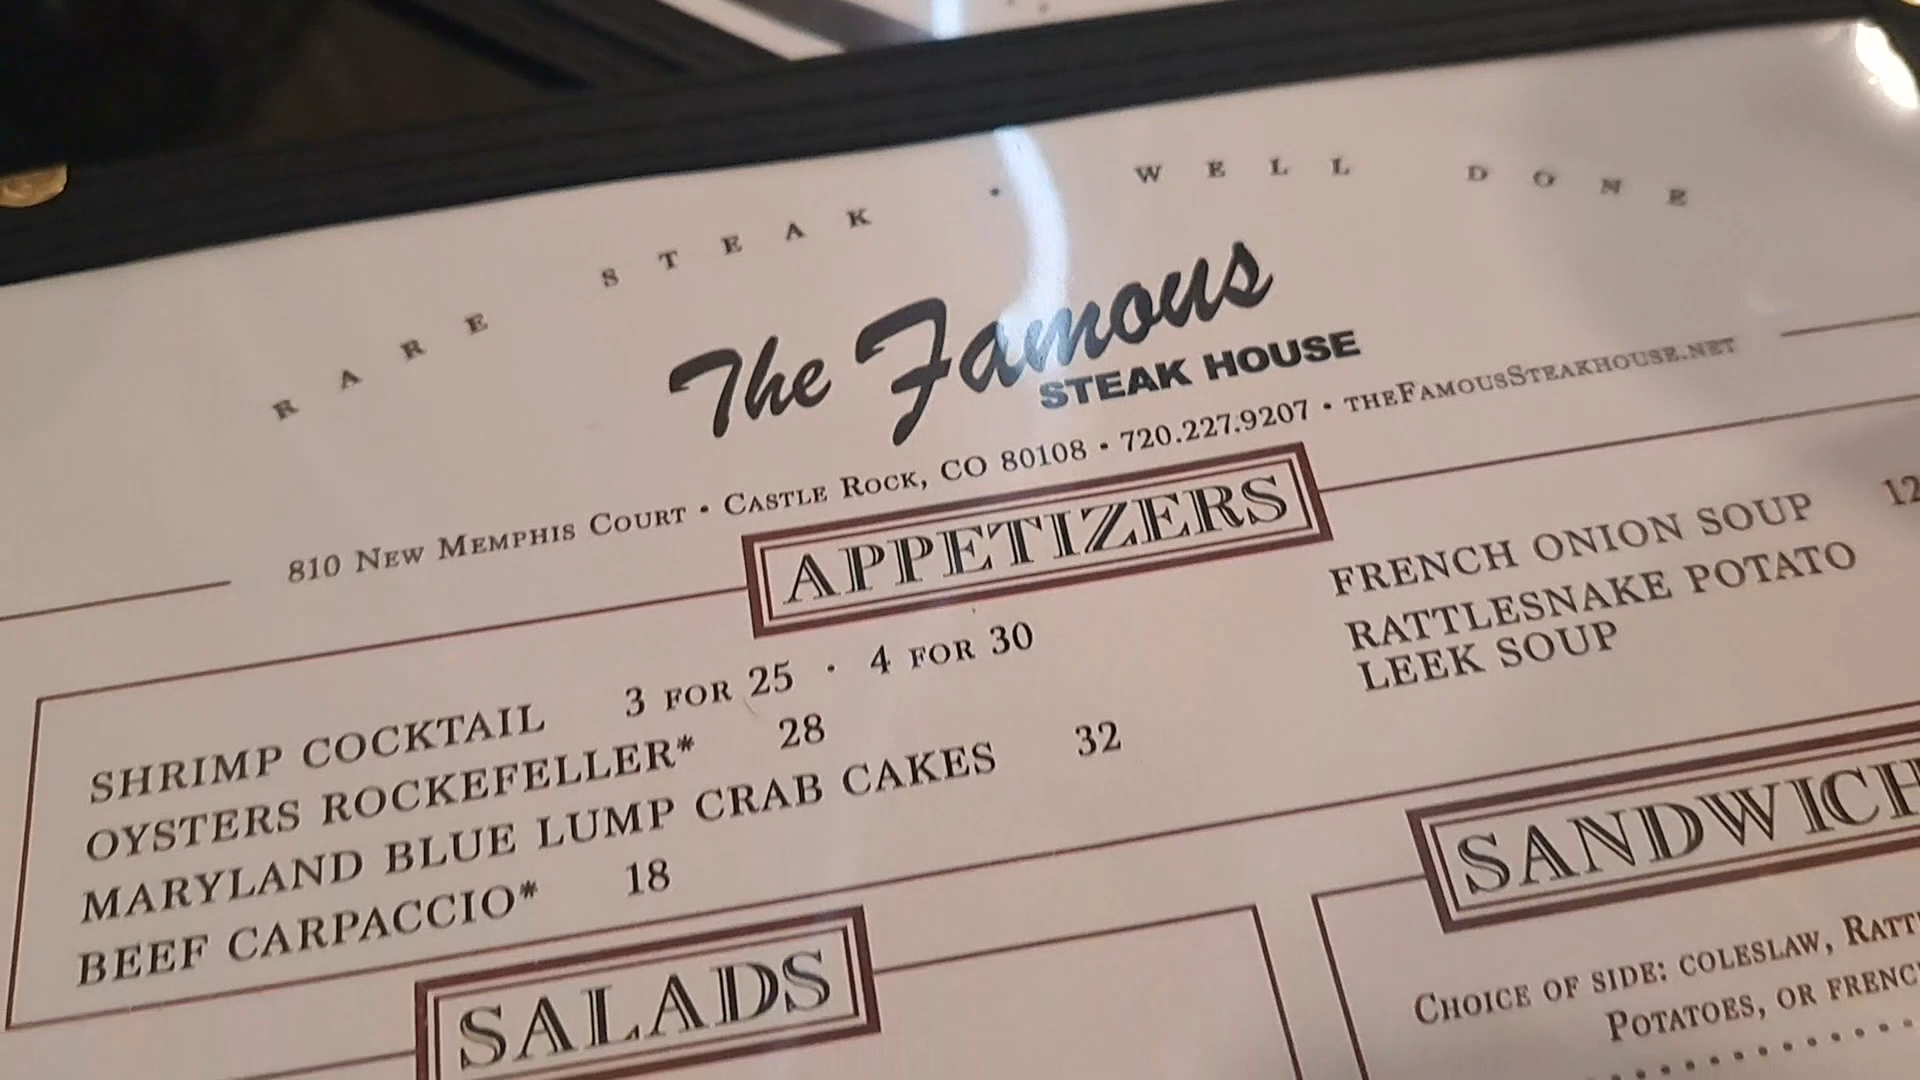 RARE STEAK · WELL DONE
The Famous
STEAK HOUSE
810 New Memphis Court • Castle Rock, CO 80108 • 720.227.9207 • theFamousSteakhouse.net
APPETIZERS
SHRIMP COCKTAIL 3 FOR 25 · 4 FOR 30
OYSTERS ROCKEFELLER* 28
MARYLAND BLUE LUMP CRAB CAKES 32
BEEF CARPACCIO* 18
FRENCH ONION SOUP 12
RATTLESNAKE POTATO
LEEK SOUP
SALADS
SANDWICH
Choice of side: coleslaw, Ratt
Potatoes, or frenc